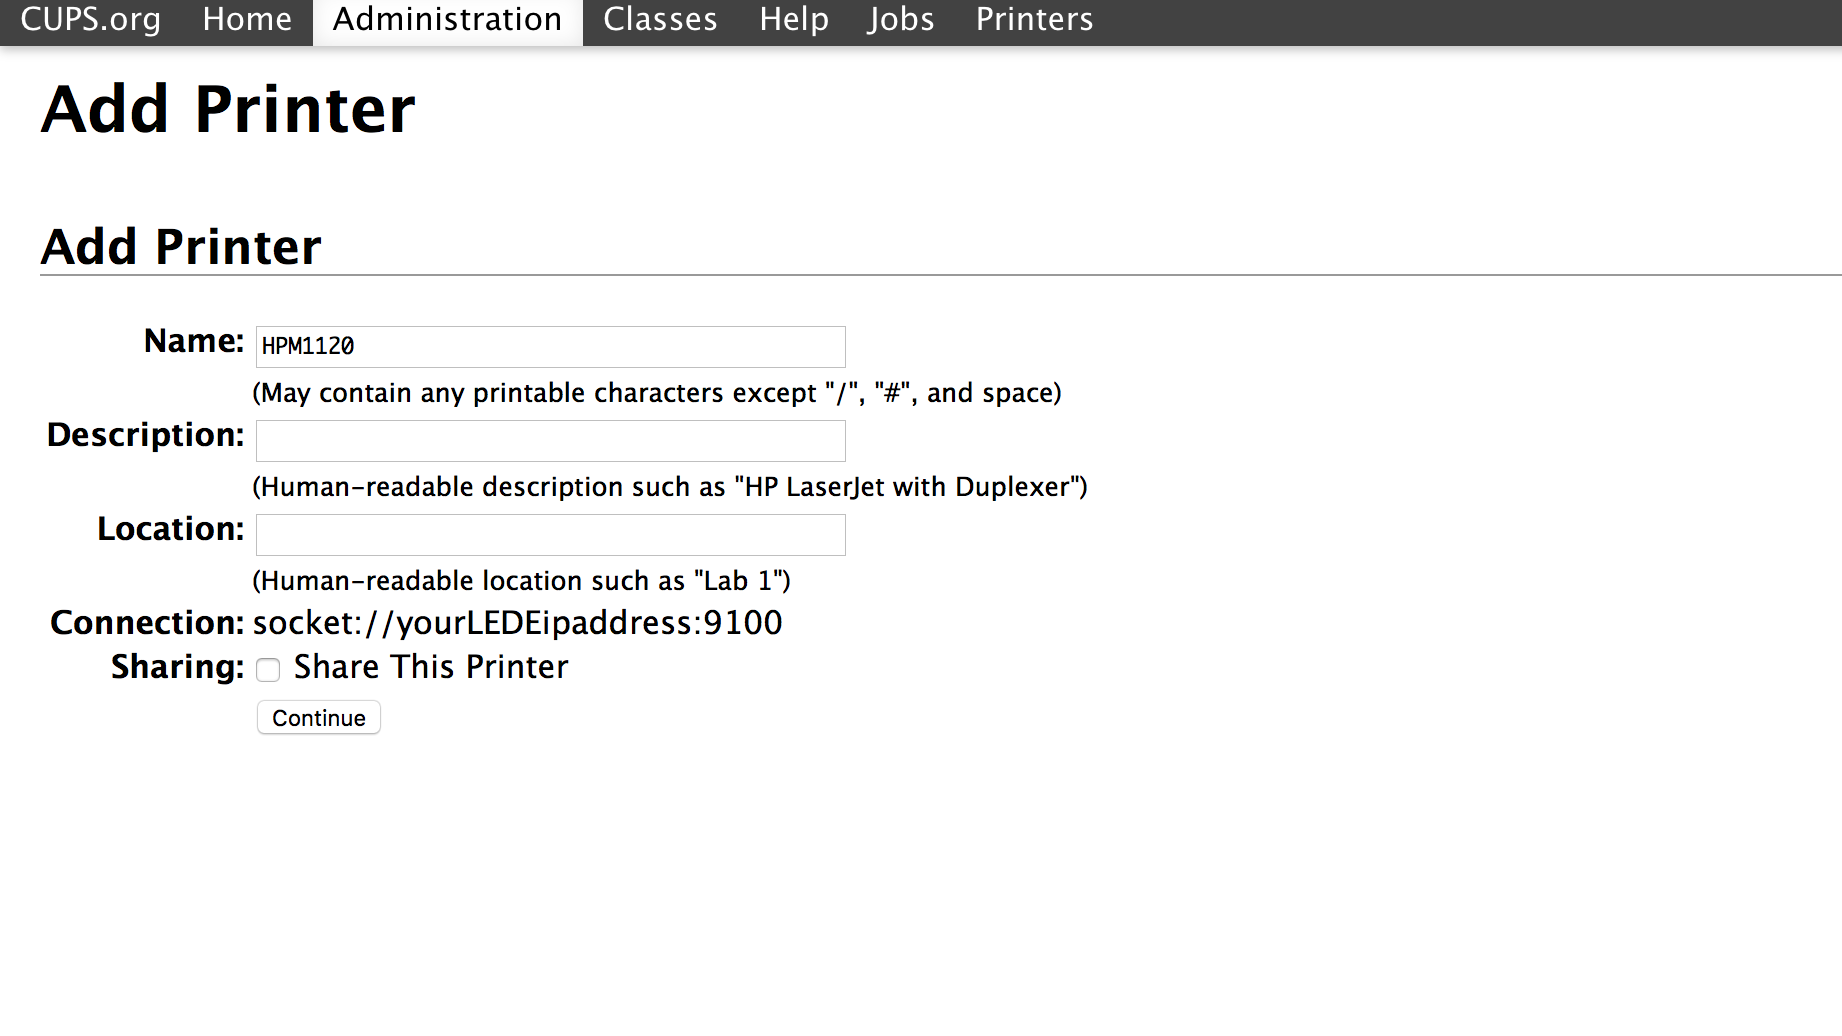 CUPS.org Home Administration Classes Help Jobs Printers
Add Printer
Add Printer
Name: HPM1120
(May contain any printable characters except "/", "#", and space)
Description:
(Human-readable description such as "HP LaserJet with Duplexer")
Location:
(Human-readable location such as "Lab 1")
Connection: socket://yourLEDEipaddress:9100
Sharing: Share This Printer
Continue